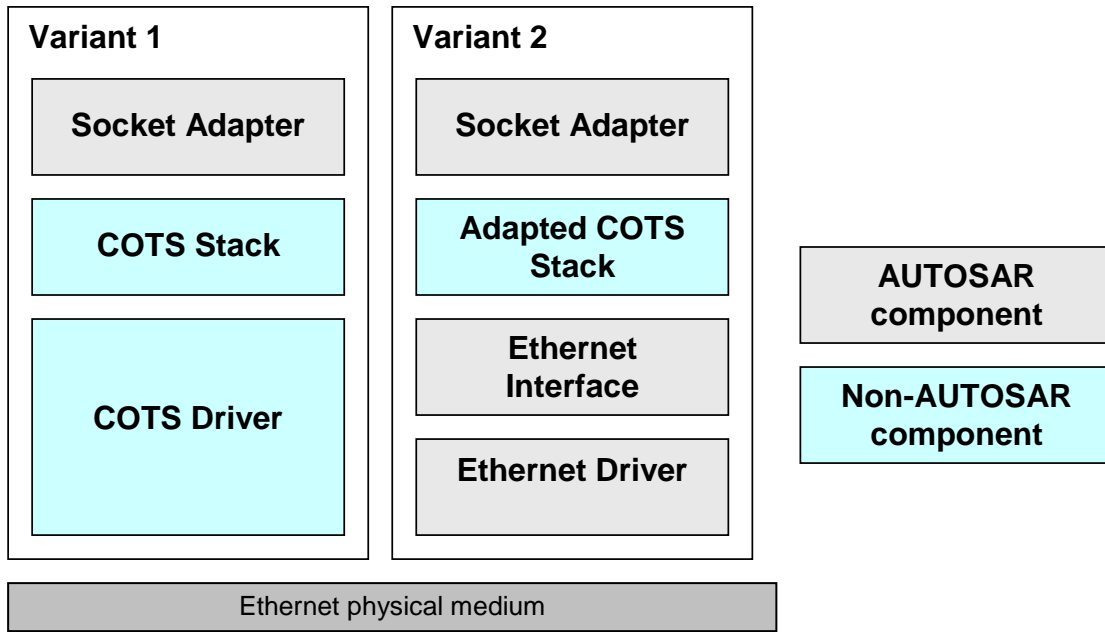 Variant 1
Socket Adapter
COTS Stack
COTS Driver
Variant 2
Socket Adapter
Adapted COTS
Stack
Ethernet
Interface
Ethernet Driver
AUTOSAR
component
Non-AUTOSAR
component
Ethernet physical medium